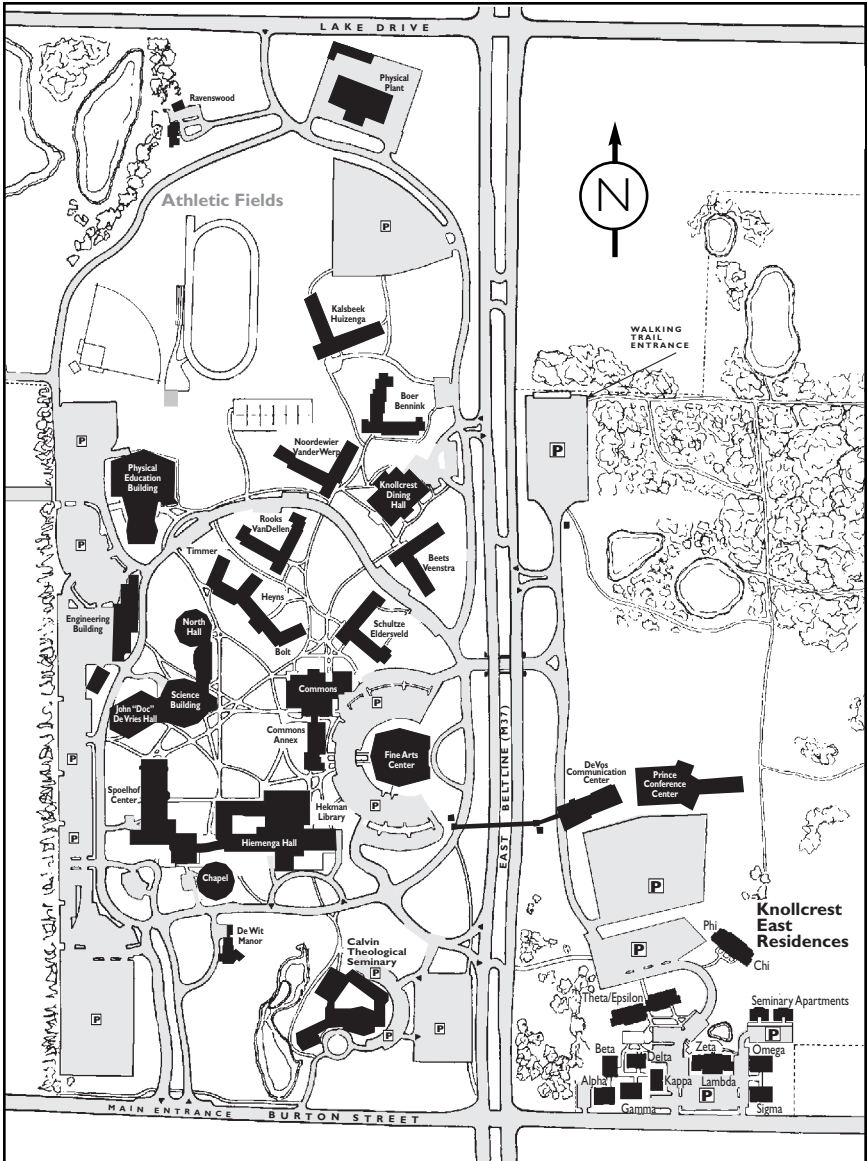 LAKE DRIVE
Physical
Plant
Ravenswood
N
Athletic Fields
P
Kalsbeek
Huizenga
WALKING
TRAIL
ENTRANCE
Boer
Bennink
P
P
Noordewier
VanderWerp
Physical
Education
Building
Knollcrest
Dining
Hall
Rooks
VanDellen
P
Timmer
Beets
Veenstra
Heyns
Engineering
Building
North
Hall
Schultze
Eldersveld
Bolt
Science
Building
Commons
P
John "Doc"
De Vries Hall
Commons
Annex
Fine Arts
Center
EAST BELTLINE (M37)
P
DeVos
Communication
Center
Prince
Conference
Center
Spoelhof
Center
Hekman
Library
P
P
Hiemenga Hall
Chapel
P
Knollcrest
East
Residences
Phi
Chi
De Wit
Manor
Calvin
Theological
Seminary
P
P
Theta/Epsilon
Seminary Apartments
P
P
P
Beta
Delta
Zeta
Omega
Alpha
Kappa
Lambda
P
Gamma
Sigma
MAIN ENTRANCE
BURTON STREET